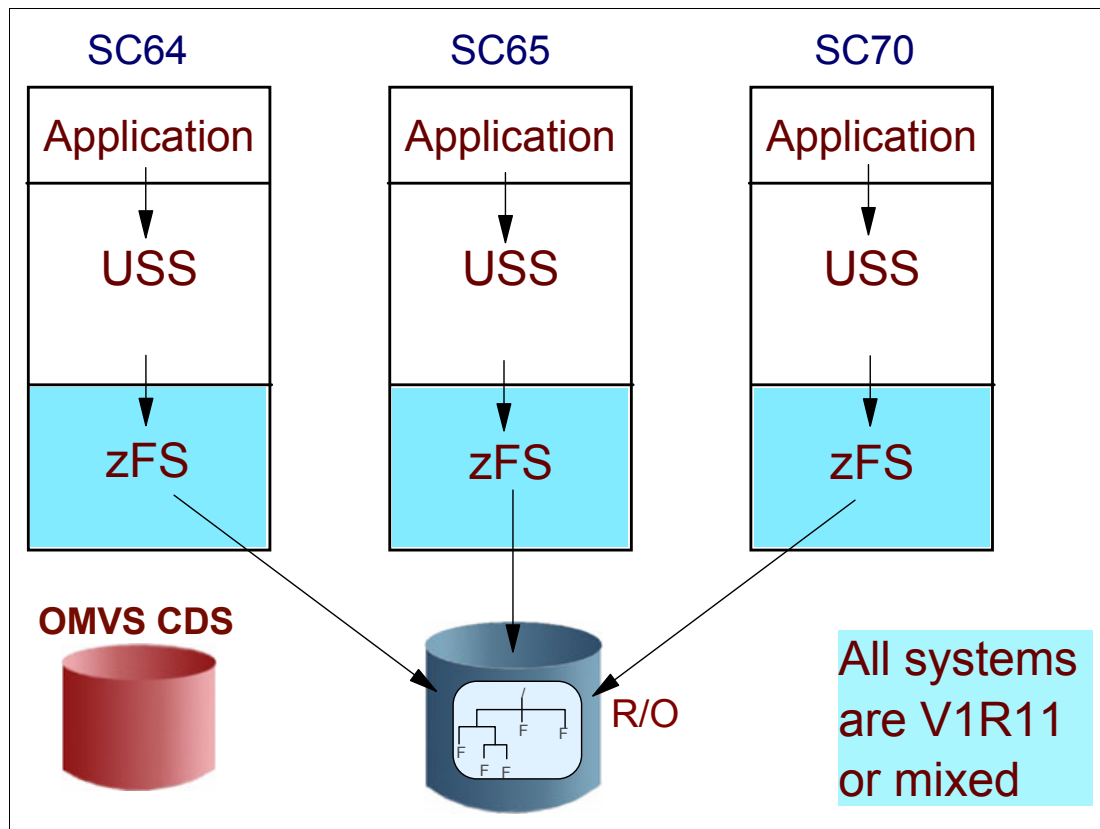 SC64 SC65 SC70
Application Application Application
USS USS USS
zFS zFS zFS
OMVS CDS
R/O
All systems
are V1R11
or mixed
/
F F F
F F